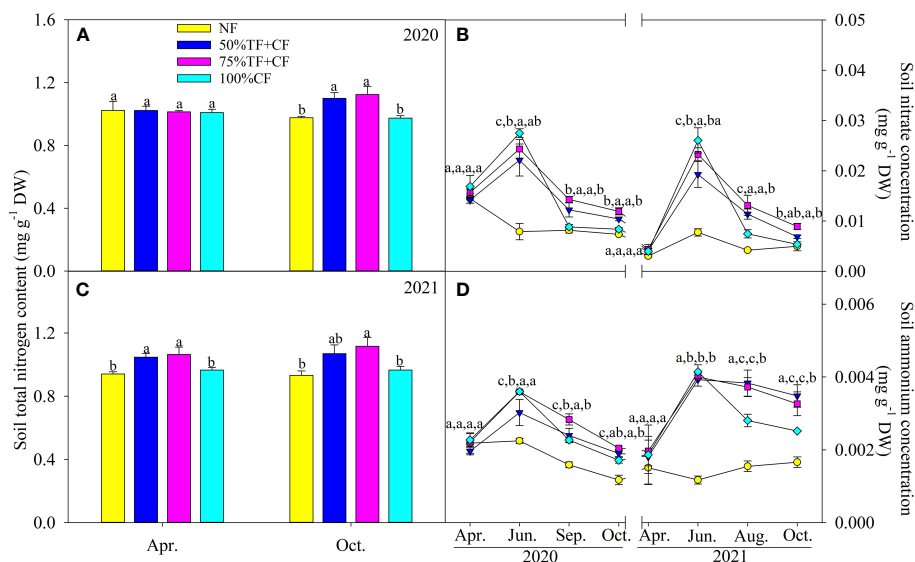 Soil total nitrogen content (mg g⁻¹ DW)
A
2020
NF
50%TF+CF
75%TF+CF
100%CF
1.6
1.2
0.8
0.4
0.0
a a a a
b a a b
C
2021
1.2
0.8
0.4
0.0
b a a b
b ab a b
Apr. Oct.
B
c,b,a,ab
a,a,a,a
b,a,a,b
b,a,a,b
c,b,a,ba
a,a,a,a
c,a,a,b
b,ab,a,b
0.05
0.04
0.03
0.02
0.01
0.00
Soil nitrate concentration
(mg g⁻¹ DW)
D
a,a,a,a
c,b,a,a
c,b,a,b
c,ab,a,b
a,a,a,a
a,b,b,b
a,c,c,b
a,c,c,b
0.006
0.004
0.002
0.000
Soil ammonium concentration
(mg g⁻¹ DW)
Apr. Jun. Sep. Oct. Apr. Jun. Aug. Oct.
2020 2021